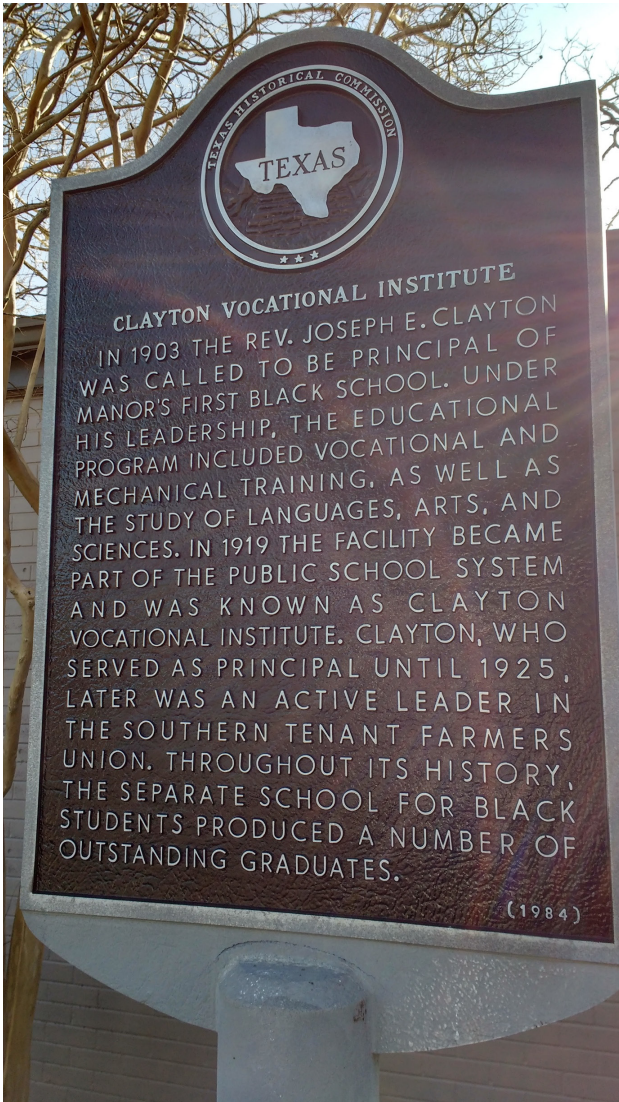 TEXAS HISTORICAL COMMISSION
TEXAS
CLAYTON VOCATIONAL INSTITUTE
IN 1903 THE REV. JOSEPH E. CLAYTON
WAS CALLED TO BE PRINCIPAL OF
MANOR'S FIRST BLACK SCHOOL. UNDER
HIS LEADERSHIP, THE EDUCATIONAL
PROGRAM INCLUDED VOCATIONAL AND
MECHANICAL TRAINING, AS WELL AS
THE STUDY OF LANGUAGES, ARTS, AND
SCIENCES. IN 1919 THE FACILITY BECAME
PART OF THE PUBLIC SCHOOL SYSTEM
AND WAS KNOWN AS CLAYTON
VOCATIONAL INSTITUTE. CLAYTON, WHO
SERVED AS PRINCIPAL UNTIL 1925,
LATER WAS AN ACTIVE LEADER IN
THE SOUTHERN TENANT FARMERS
UNION. THROUGHOUT ITS HISTORY,
THE SEPARATE SCHOOL FOR BLACK
STUDENTS PRODUCED A NUMBER OF
OUTSTANDING GRADUATES.
(1984)